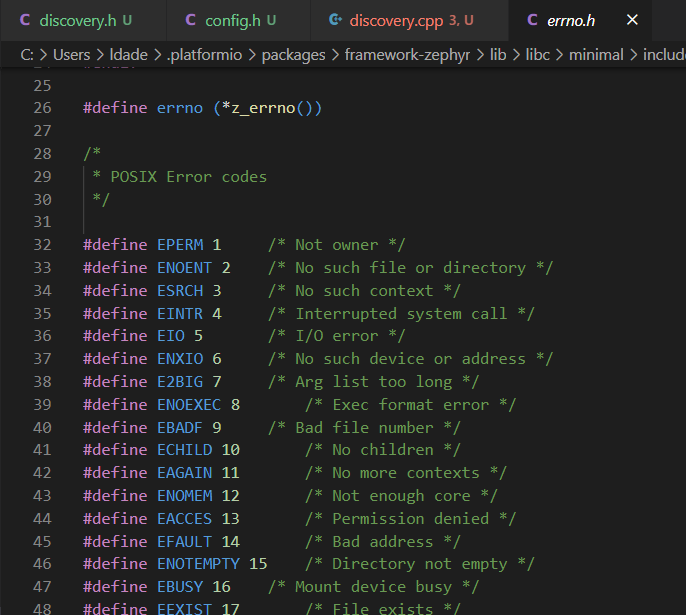 C discovery.h U C config.h U discovery.cpp 3, U C errno.h ×
C: > Users > ldade > .platformio > packages > framework-zephyr > lib > libc > minimal > include
25
26 #define errno (*z_errno())
27
28 /*
29 * POSIX Error codes
30 */
31
32 #define EPERM 1 /* Not owner */
33 #define ENOENT 2 /* No such file or directory */
34 #define ESRCH 3 /* No such context */
35 #define EINTR 4 /* Interrupted system call */
36 #define EIO 5 /* I/O error */
37 #define ENXIO 6 /* No such device or address */
38 #define E2BIG 7 /* Arg list too long */
39 #define ENOEXEC 8 /* Exec format error */
40 #define EBADF 9 /* Bad file number */
41 #define ECHILD 10 /* No children */
42 #define EAGAIN 11 /* No more contexts */
43 #define ENOMEM 12 /* Not enough core */
44 #define EACCES 13 /* Permission denied */
45 #define EFAULT 14 /* Bad address */
46 #define ENOTEMPTY 15 /* Directory not empty */
47 #define EBUSY 16 /* Mount device busy */
48 #define EEXIST 17 /* File exists */